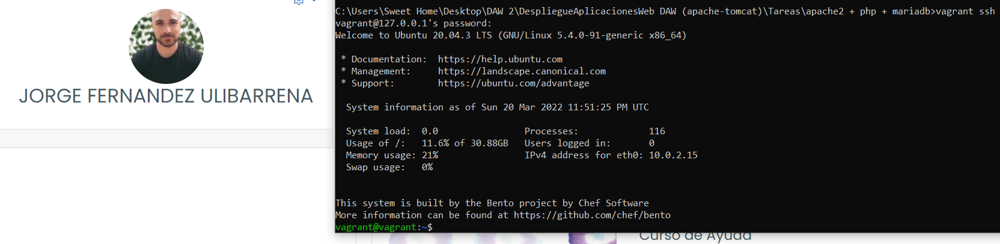 JORGE FERNANDEZ ULIBARRENA
C:\Users\Sweet Home\Desktop\DAW 2\DespliegueAplicacionesWeb DAW (apache-tomcat)\Tareas\apache2 + php + mariadb>vagrant ssh
vagrant@127.0.0.1's password:
Welcome to Ubuntu 20.04.3 LTS (GNU/Linux 5.4.0-91-generic x86_64)
* Documentation:  https://help.ubuntu.com
* Management:     https://landscape.canonical.com
* Support:        https://ubuntu.com/advantage
System information as of Sun 20 Mar 2022 11:51:25 PM UTC
System load:  0.0                Processes:             116
Usage of /:   11.6% of 30.88GB   Users logged in:       0
Memory usage: 21%                IPv4 address for eth0: 10.0.2.15
Swap usage:   0%
This system is built by the Bento project by Chef Software
More information can be found at https://github.com/chef/bento
vagrant@vagrant:~$
Curso de Ayuda